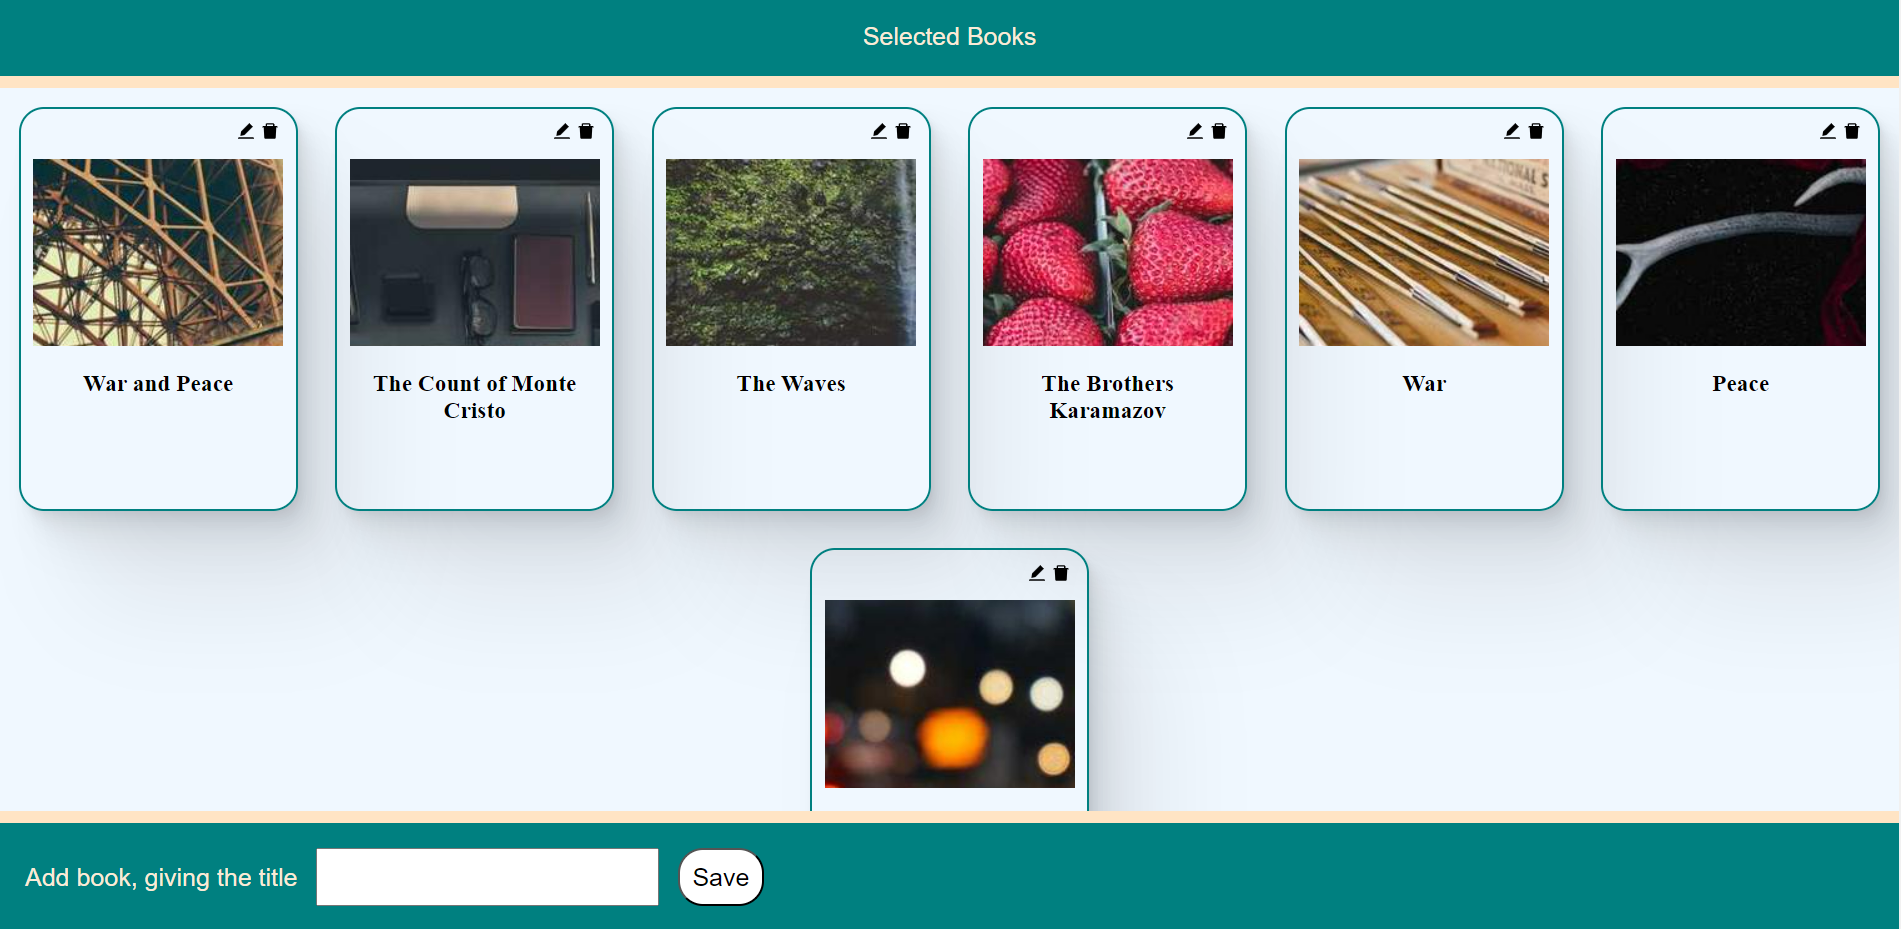 Selected Books
War and Peace
The Count of Monte
Cristo
The Waves
The Brothers
Karamazov
War
Peace
Add book, giving the title
Save